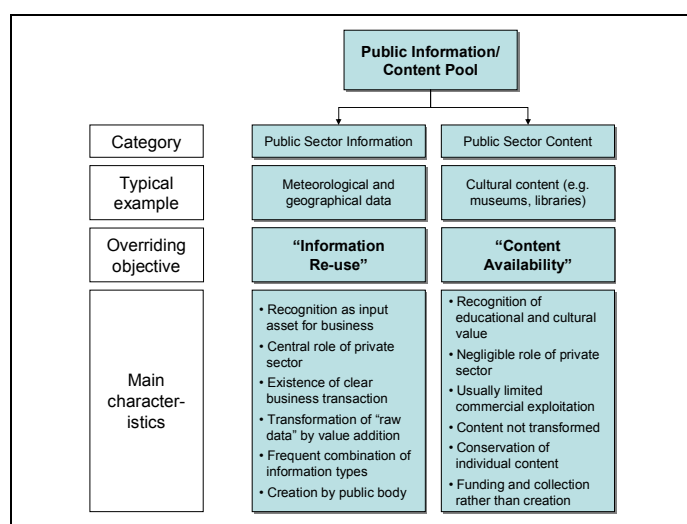 Public Information/
Content Pool
Category
Public Sector Information
Public Sector Content
Typical
example
Meteorological and
geographical data
Cultural content (e.g.
museums, libraries)
Overriding
objective
“Information
Re-use”
“Content
Availability”
Main
character-
istics
• Recognition as input
asset for business
• Central role of private
sector
• Existence of clear
business transaction
• Transformation of “raw
data” by value addition
• Frequent combination of
information types
• Creation by public body
• Recognition of
educational and cultural
value
• Negligible role of private
sector
• Usually limited
commercial exploitation
• Content not transformed
• Conservation of
individual content
• Funding and collection
rather than creation